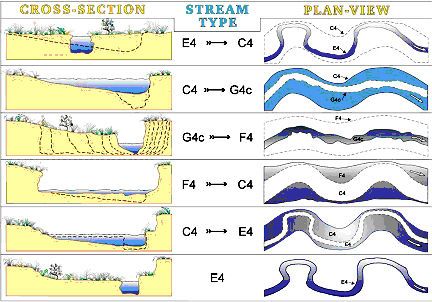 CROSS-SECTION STREAM TYPE PLAN-VIEW
E4 C4 C4 E4
C4 G4c C4 G4c
G4c F4 F4 G4c
F4 C4 F4 C4
C4 E4 C4 E4
E4 E4